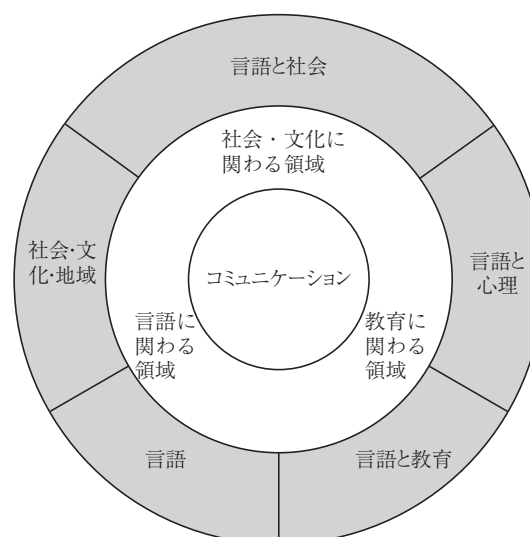 言語と社会
社会・文化に
関わる領域
社会・文
化・地域
コミュニケーション
言語と
心理
言語に
関わる
領域
教育に
関わる
領域
言語
言語と教育